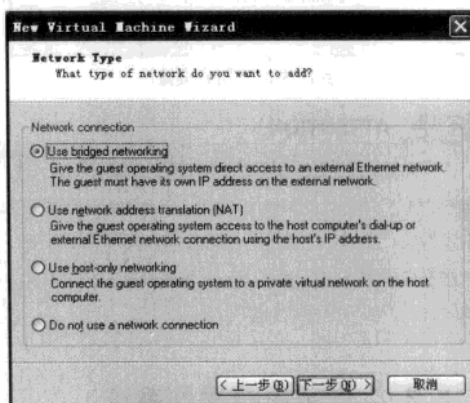 New Virtual Machine Wizard
Network Type
What type of network do you want to add?
Network connection
Use bridged networking
Give the guest operating system direct access to an external Ethernet network.
The guest must have its own IP address on the external network.
Use network address translation (NAT)
Give the guest operating system access to the host computer's dial-up or
external Ethernet network connection using the host's IP address.
Use host-only networking
Connect the guest operating system to a private virtual network on the host
computer.
Do not use a network connection
< 上一步(B) 下一步(N) > 取消